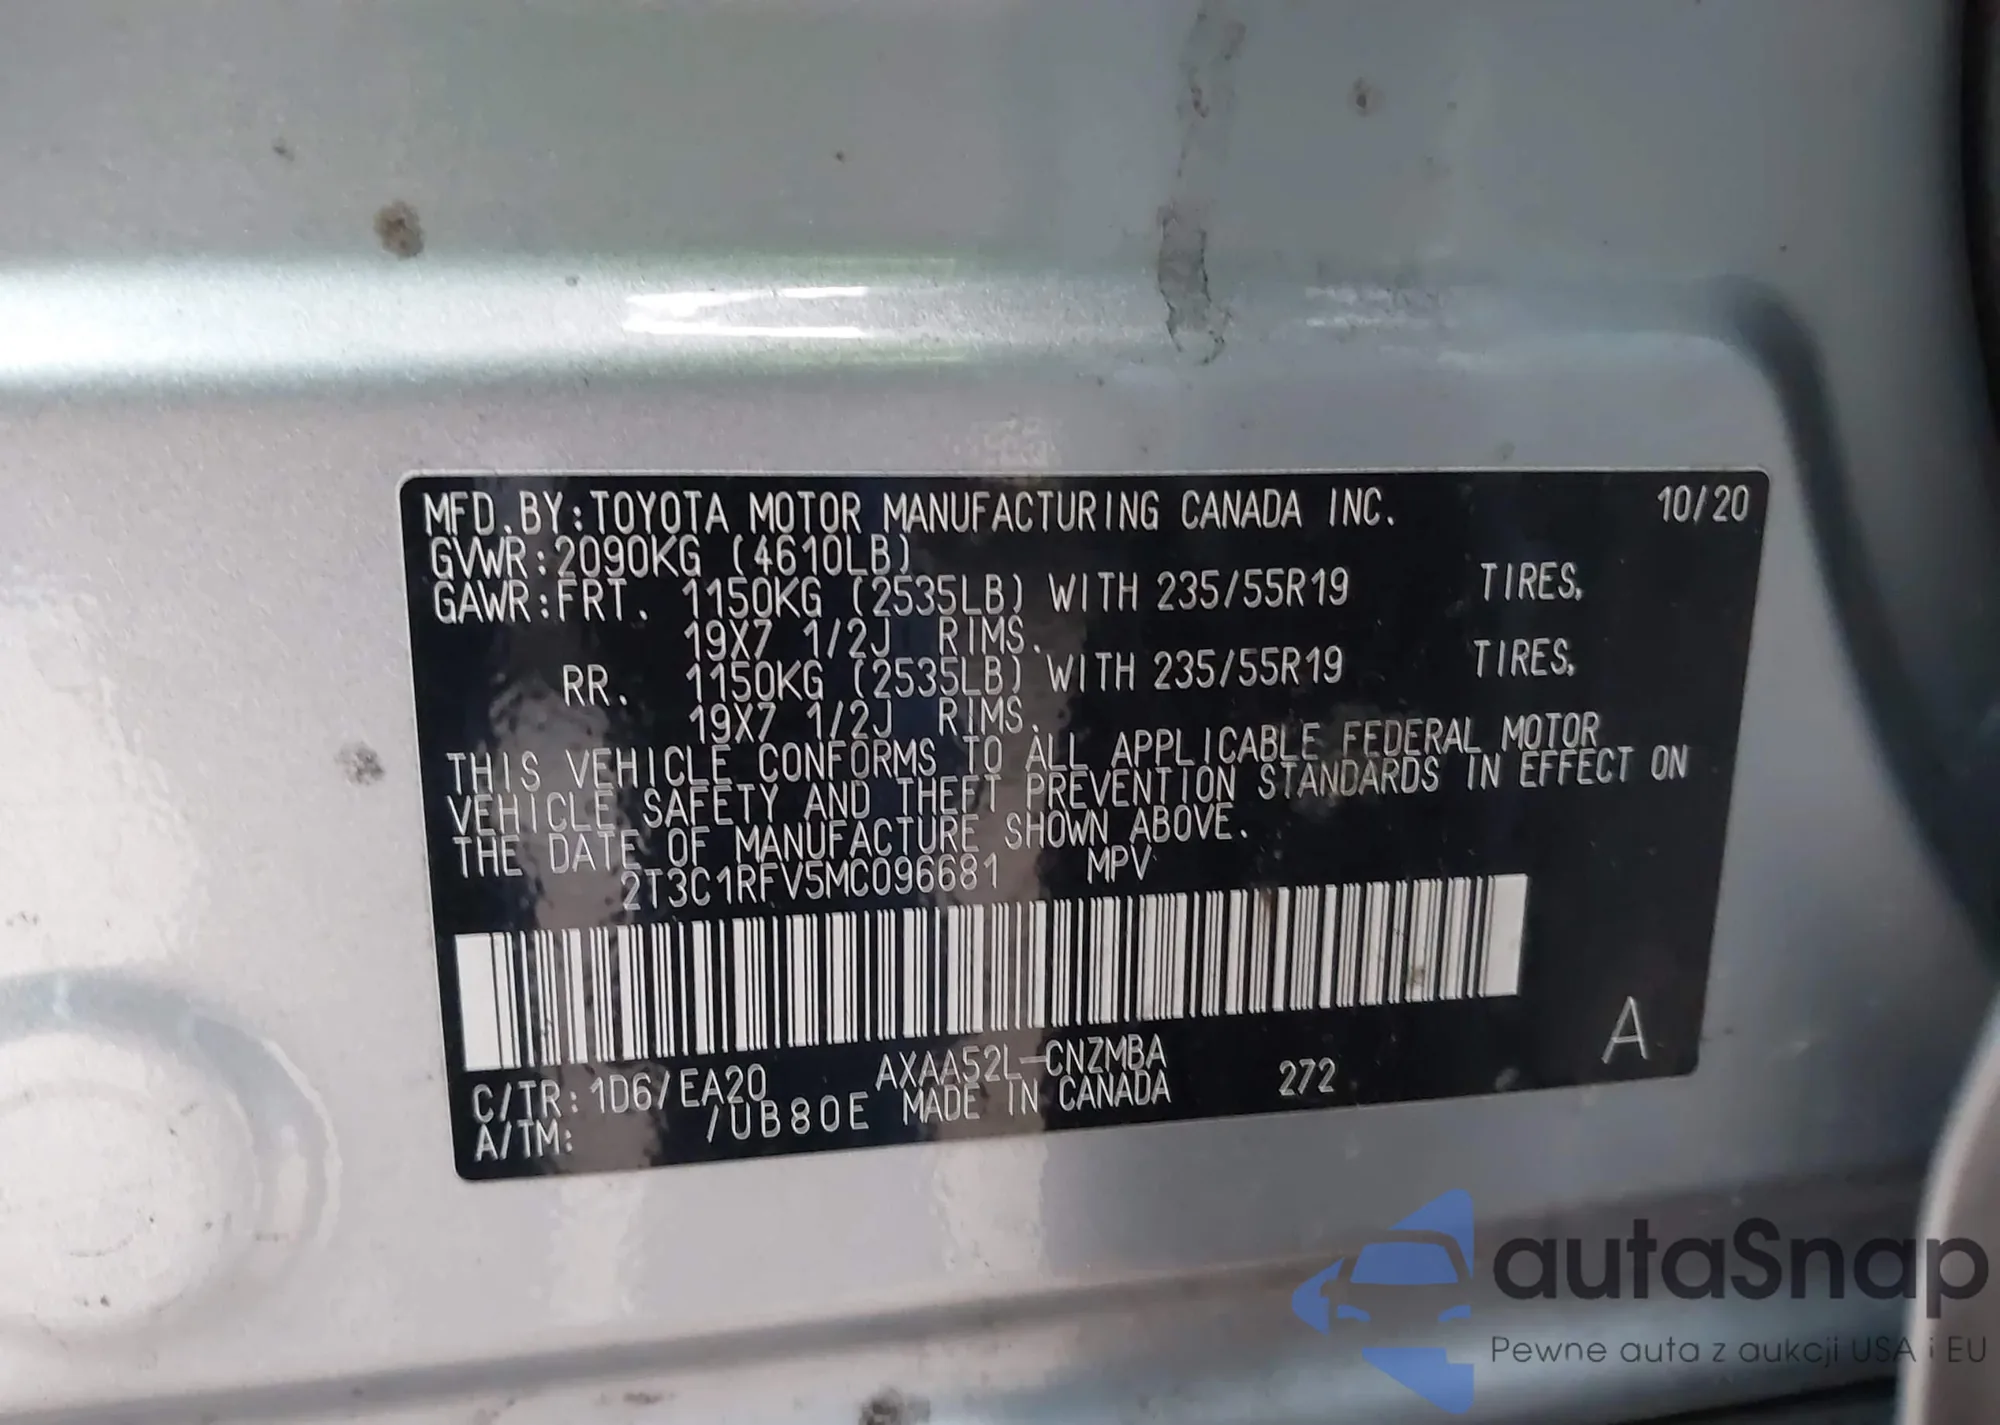 MFD.BY:TOYOTA MOTOR MANUFACTURING CANADA INC. 10/20
GVWR:2090KG (4610LB)
GAWR:FRT. 1150KG (2535LB) WITH 235/55R19 TIRES,
19X7 1/2J RIMS.
RR. 1150KG (2535LB) WITH 235/55R19 TIRES,
19X7 1/2J RIMS.
THIS VEHICLE CONFORMS TO ALL APPLICABLE FEDERAL MOTOR
VEHICLE SAFETY AND THEFT PREVENTION STANDARDS IN EFFECT ON
THE DATE OF MANUFACTURE SHOWN ABOVE.
2T3C1RFV5MC096681 MPV
C/TR:1D6/EA20 AXAA52L-CNZMBA 272 A
A/TM: /UB80E MADE IN CANADA
autaSnap
Pewne auta z aukcji USA i EU